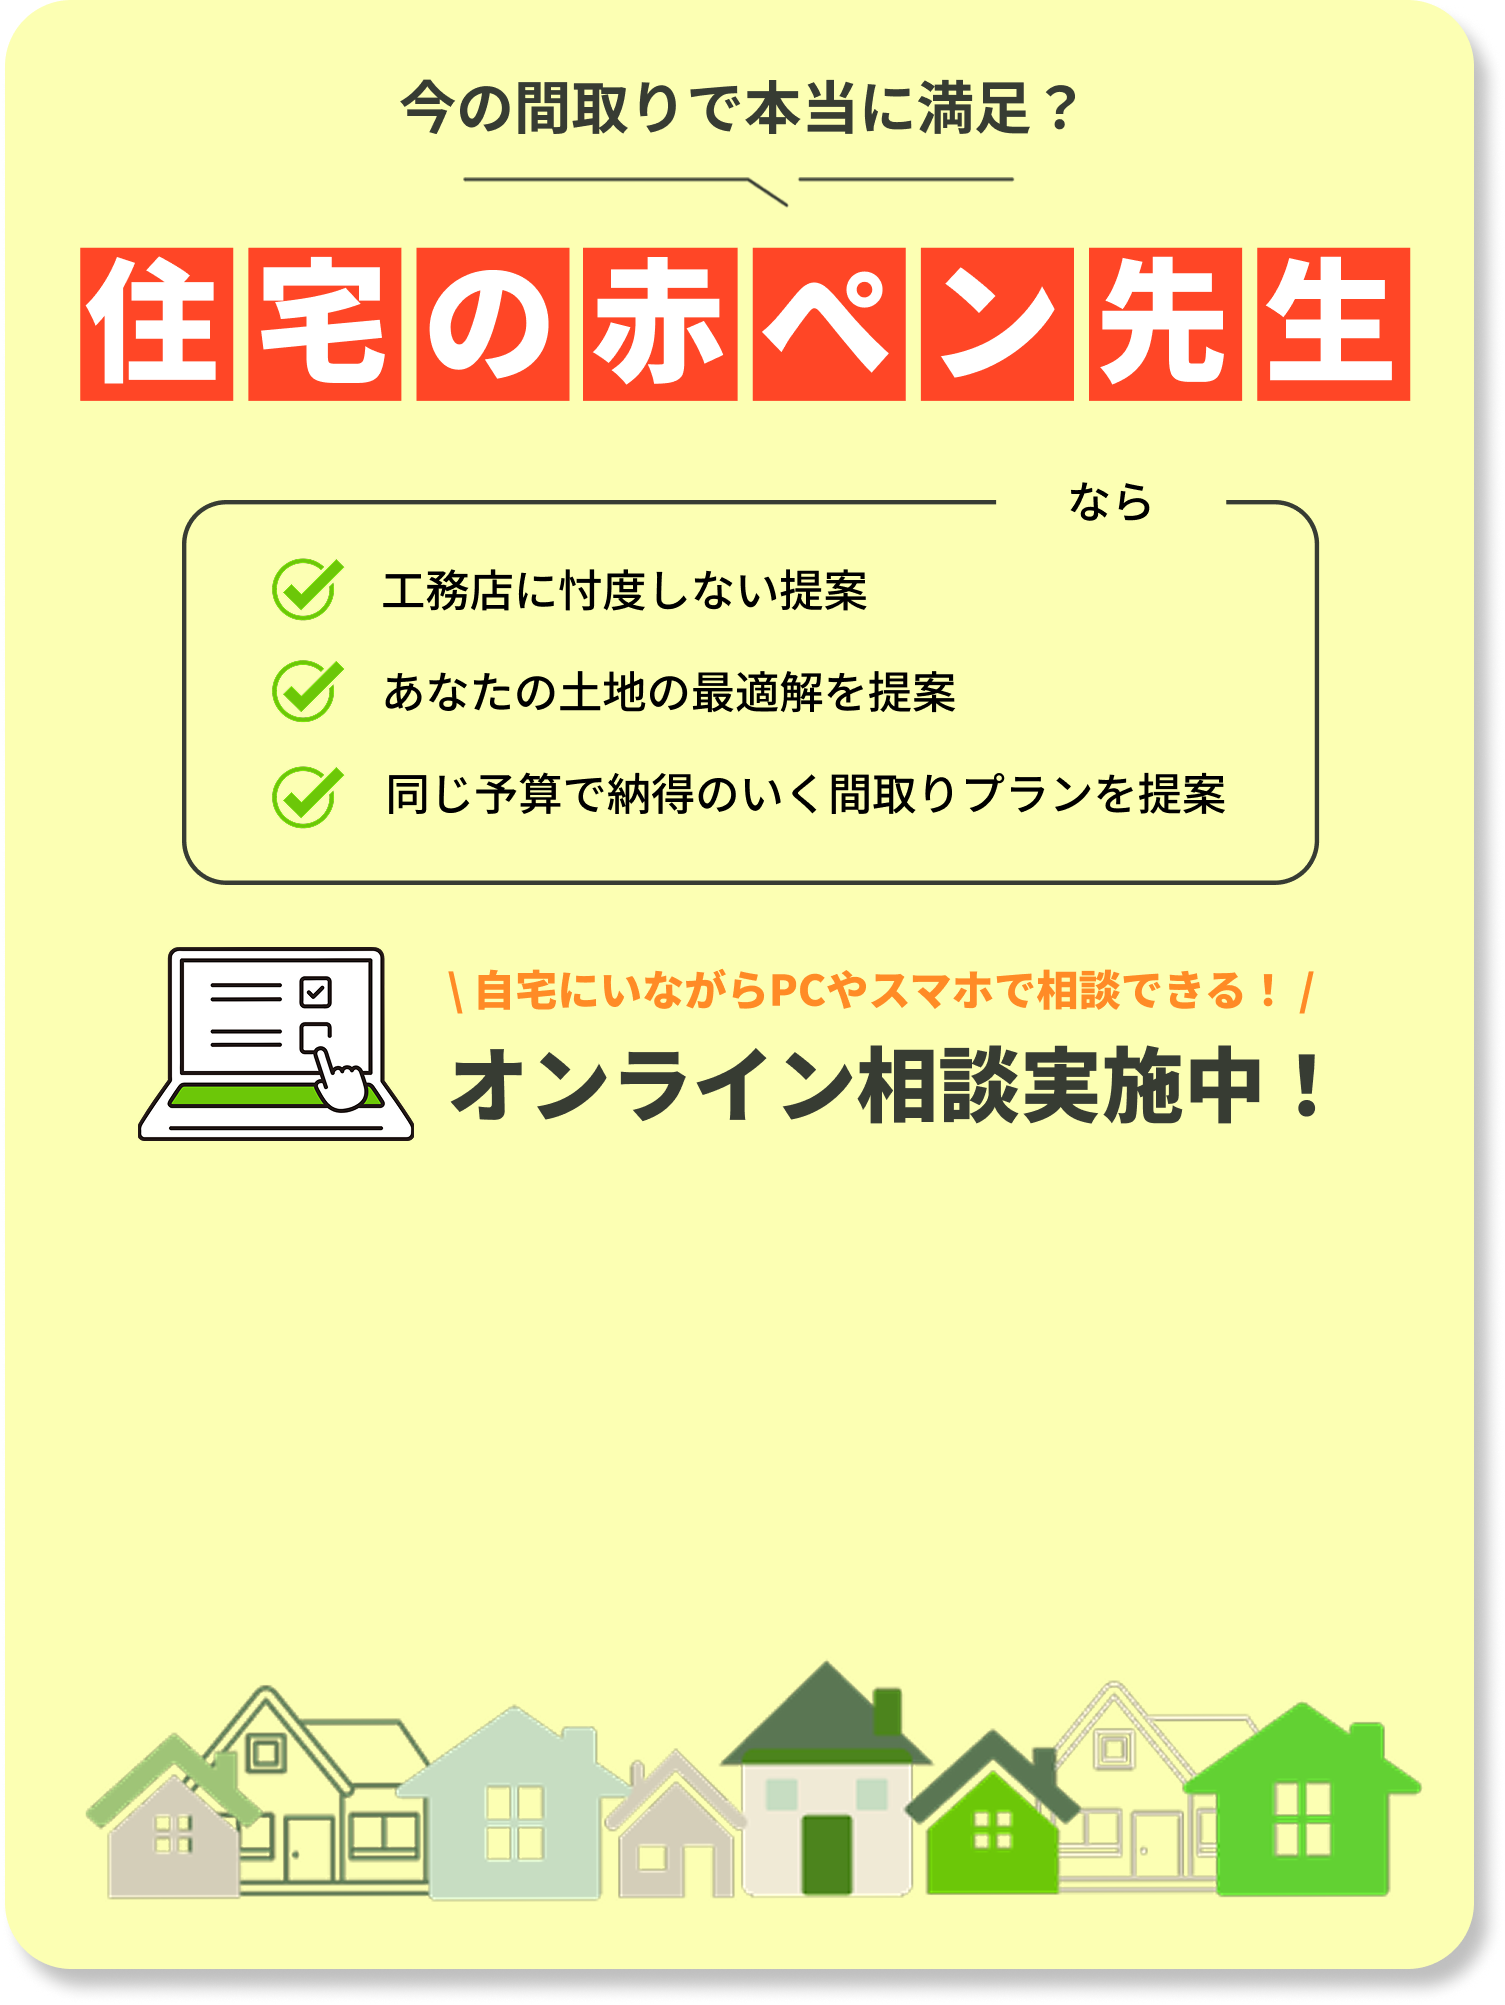 今の間取りで本当に満足？
住宅の赤ペン先生
なら
工務店に忖度しない提案
あなたの土地の最適解を提案
同じ予算で納得のいく間取りプランを提案
\ 自宅にいながらPCやスマホで相談できる！ /
オンライン相談実施中！